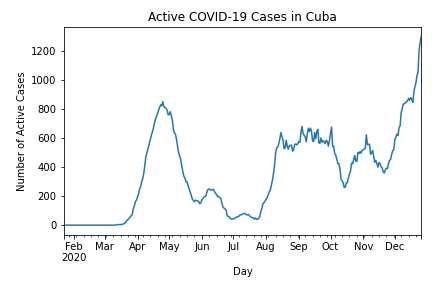 Active COVID-19 Cases in Cuba
Number of Active Cases
1200
1000
800
600
400
200
0
Feb Mar Apr May Jun Jul Aug Sep Oct Nov Dec
2020
Day